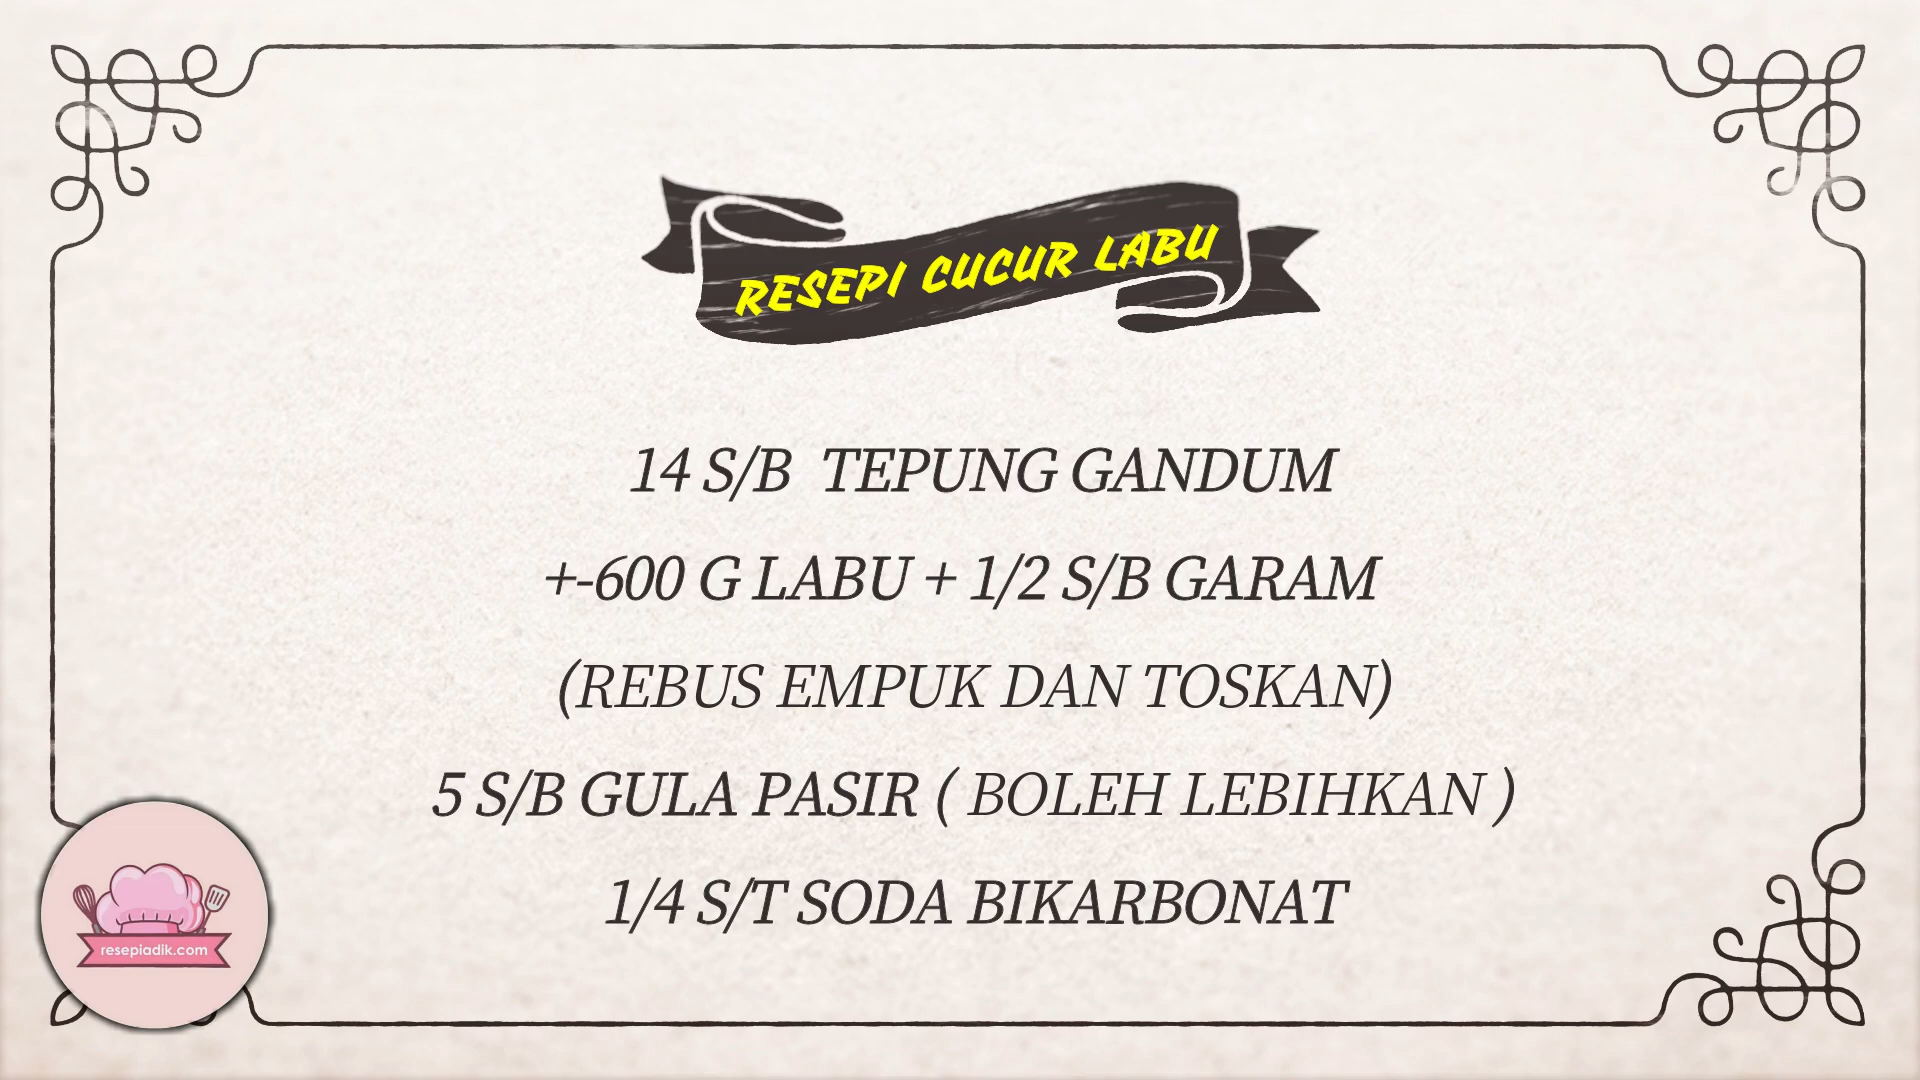 RESEPI CUCUR LABU
14 S/B TEPUNG GANDUM
+-600 G LABU + 1/2 S/B GARAM
(REBUS EMPUK DAN TOSKAN)
5 S/B GULA PASIR ( BOLEH LEBIHKAN )
1/4 S/T SODA BIKARBONAT
resepiadik.com